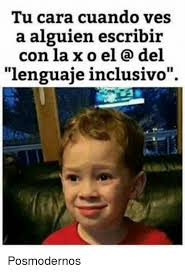 Tu cara cuando ves
a alguien escribir
con la x o el @ del
"lenguaje inclusivo".
Posmodernos